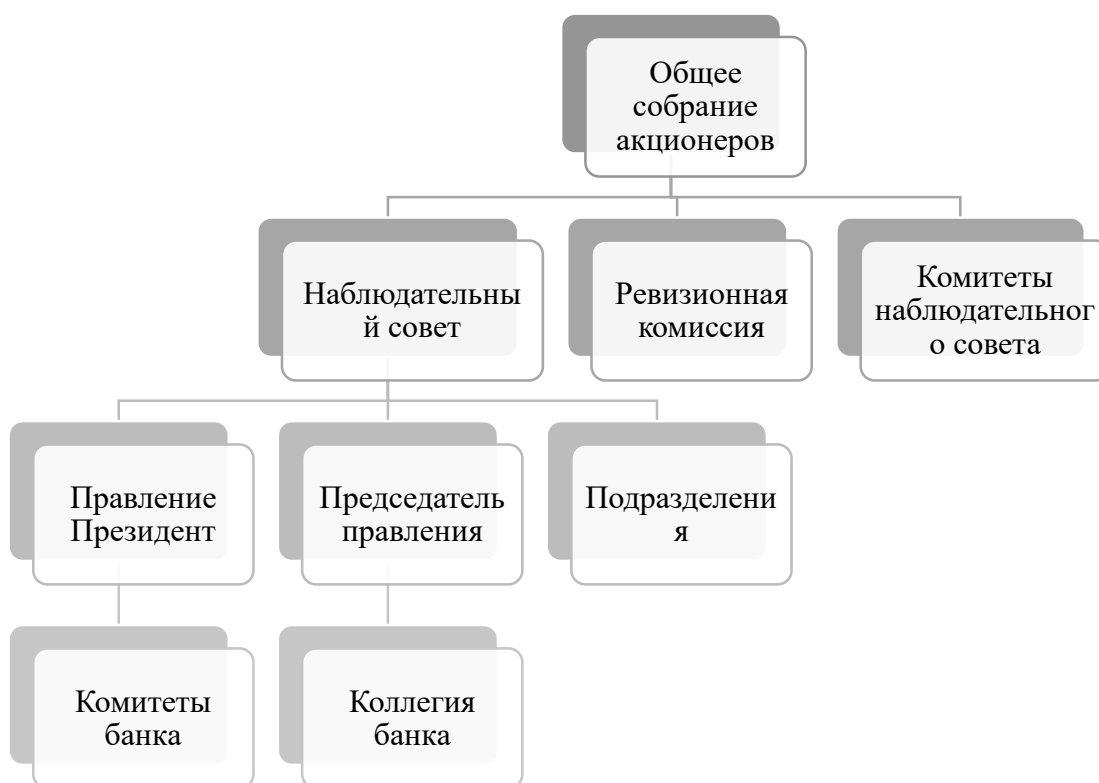 Общее
собрание
акционеров
Наблюдательны
й совет
Ревизионная
комиссия
Комитеты
наблюдательног
о совета
Правление
Президент
Председатель
правления
Подразделени
я
Комитеты
банка
Коллегия
банка